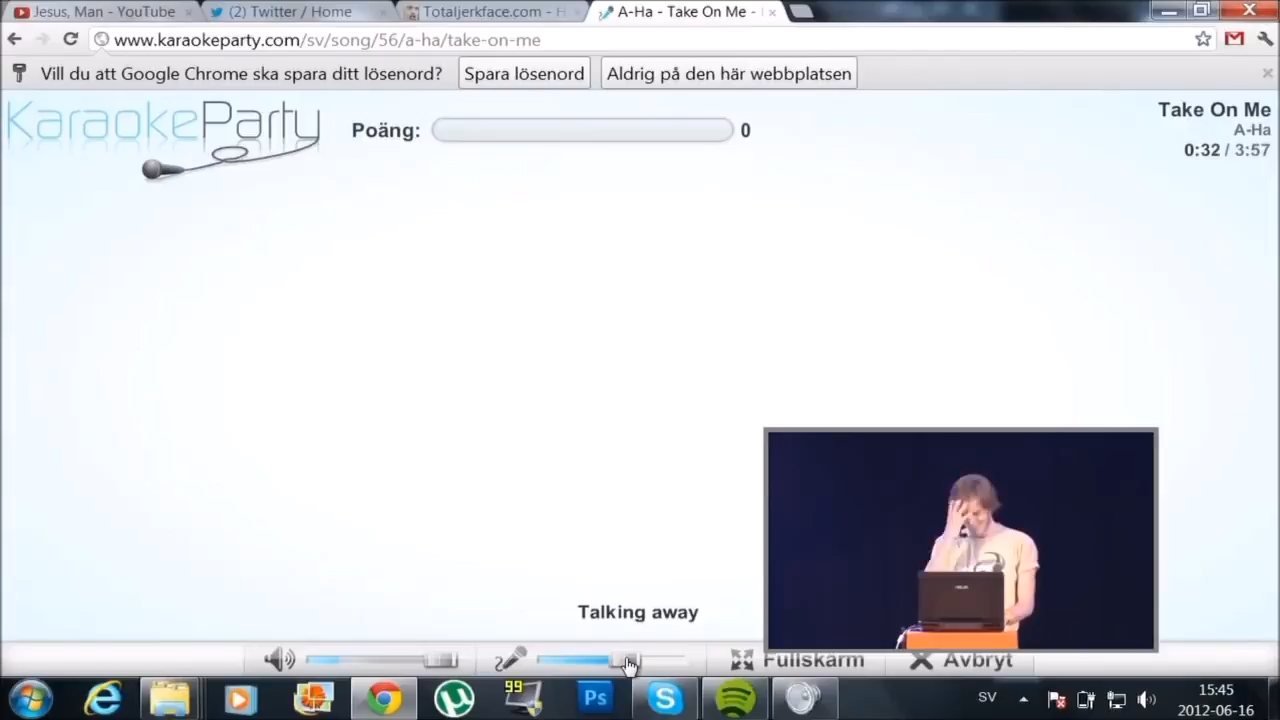 Jesus, Man - YouTube
(2) Twitter / Home
Totaljerkface.com - H
A-Ha - Take On Me -
www.karaokeparty.com/sv/song/56/a-ha/take-on-me
Vill du att Google Chrome ska spara ditt lösenord?
Spara lösenord
Aldrig på den här webbplatsen
KaraokeParty
Poäng:
0
Take On Me
A-Ha
0:32 / 3:57
Talking away
Fullskärm
Avbryt
99
Ps
SV
15:45
2012-06-16